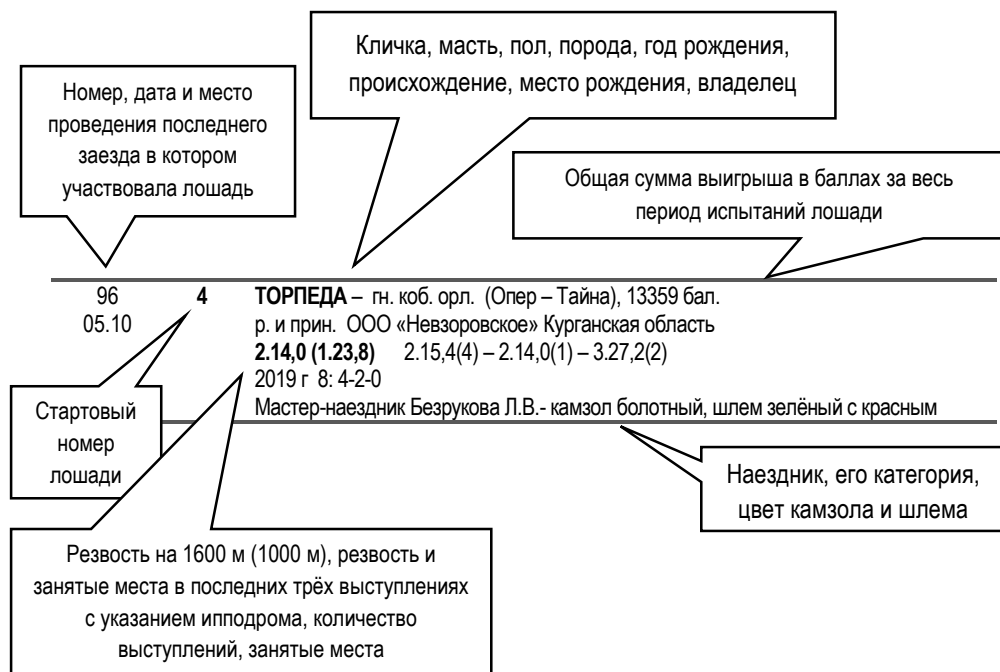 Кличка, масть, пол, порода, год рождения,
происхождение, место рождения, владелец
Номер, дата и место
проведения последнего
заезда в котором
участвовала лошадь
Общая сумма выигрыша в баллах за весь
период испытаний лошади
96 4 ТОРПЕДА – гн. коб. орл. (Опер – Тайна), 13359 бал.
05.10 р. и прин. ООО «Невзоровское» Курганская область
2.14,0 (1.23,8) 2.15,4(4) – 2.14,0(1) – 3.27,2(2)
2019 г 8: 4-2-0
Мастер-наездник Безрукова Л.В.- камзол болотный, шлем зелёный с красным
Стартовый
номер
лошади
Наездник, его категория,
цвет камзола и шлема
Резвость на 1600 м (1000 м), резвость и
занятые места в последних трёх выступлениях
с указанием ипподрома, количество
выступлений, занятые места